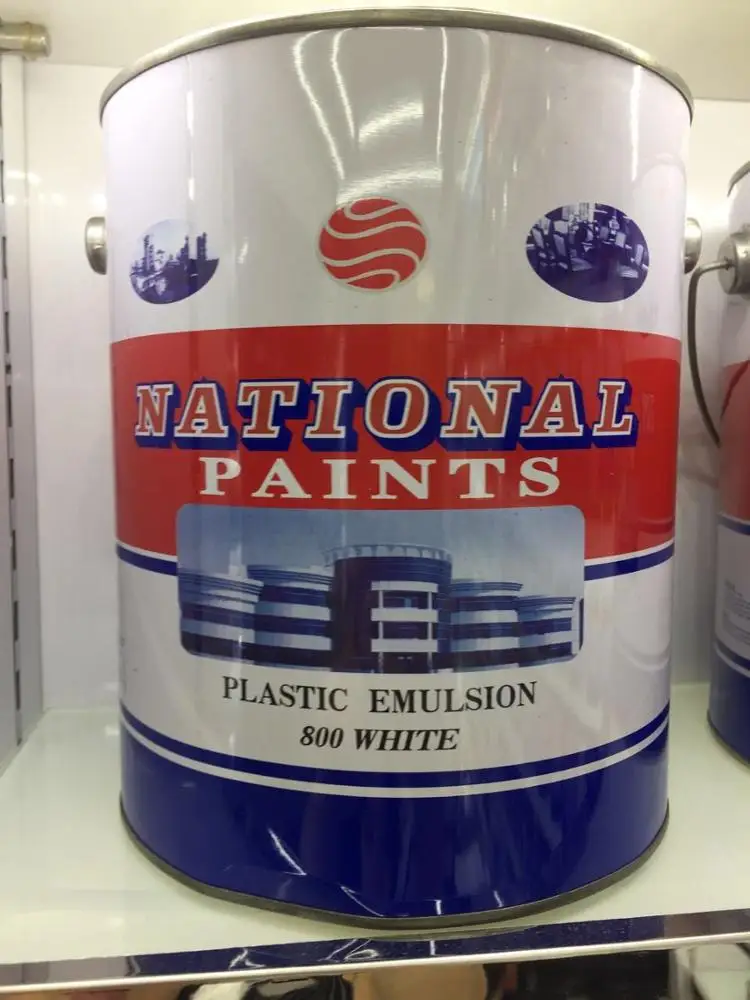 NATIONAL
PAINTS
PLASTIC EMULSION
800 WHITE